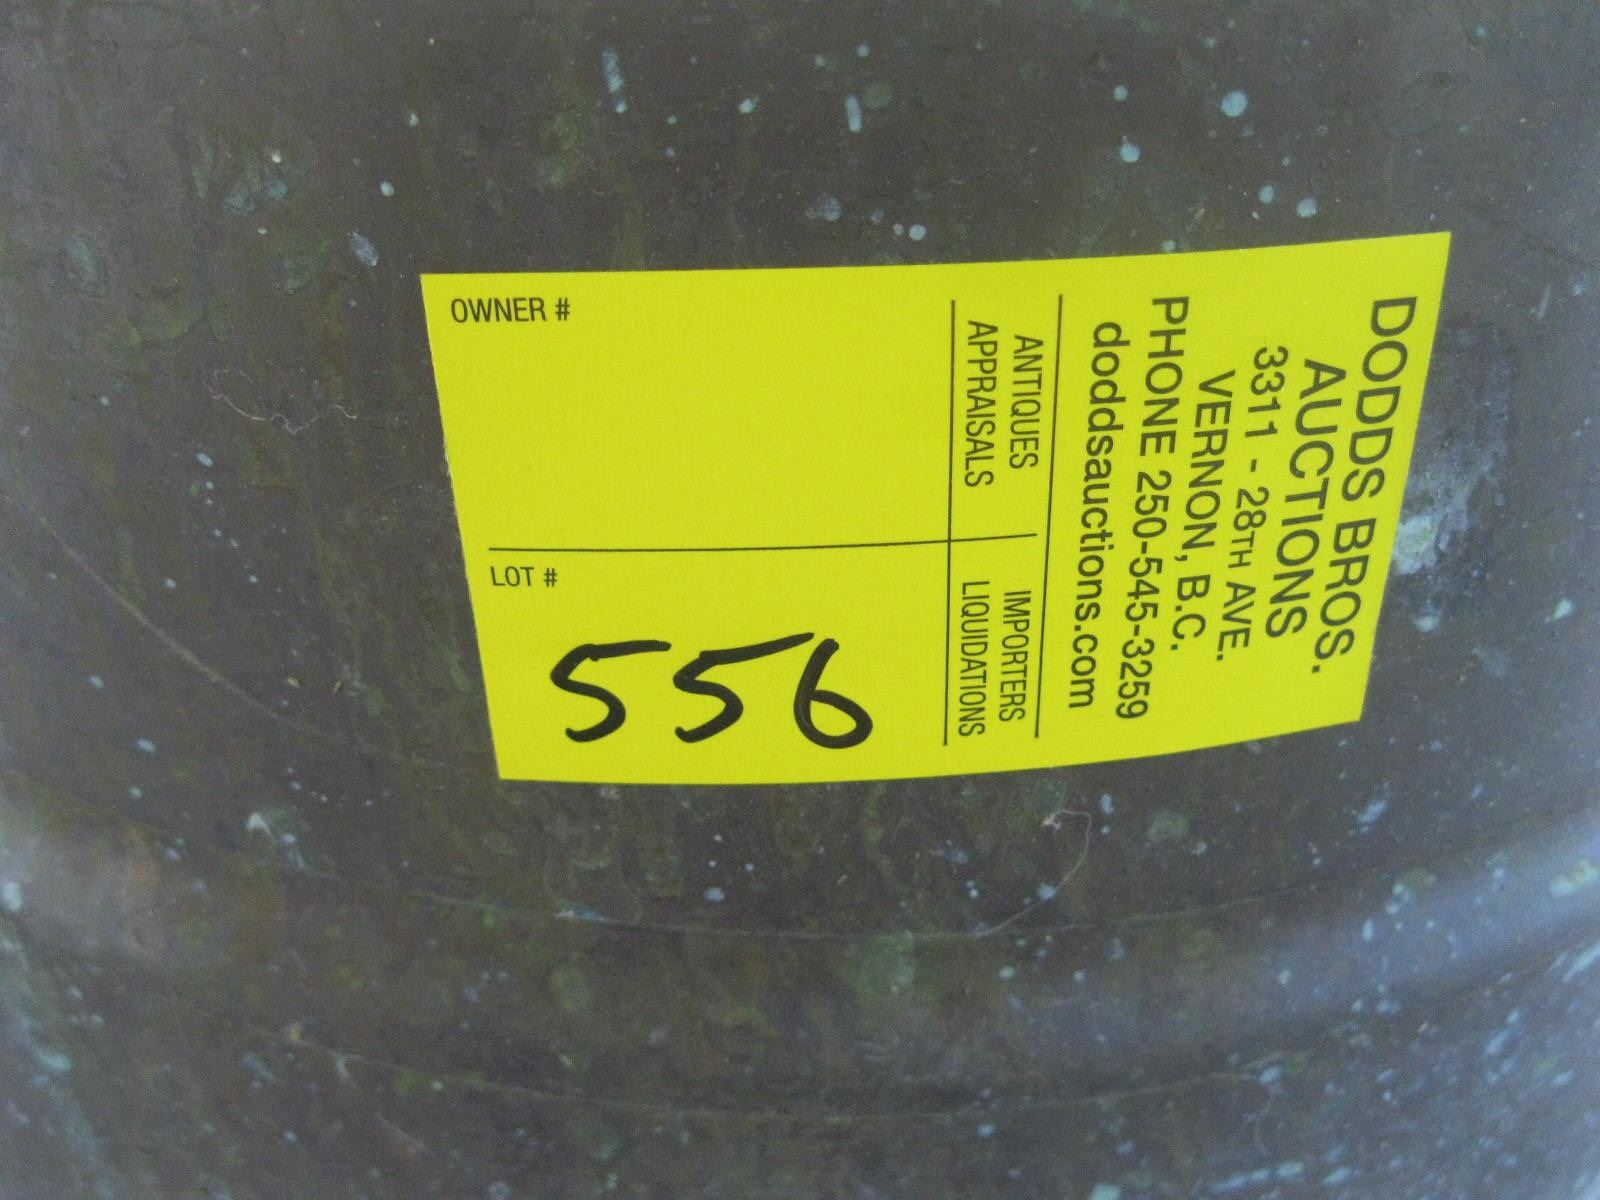 DODDS BROS.
AUCTIONS
3311 - 28TH AVE.
VERNON, B.C.
PHONE 250-545-3259
doddsauctions.com
ANTIQUES IMPORTERS
APPRAISALS LIQUIDATIONS
OWNER #
LOT #
556